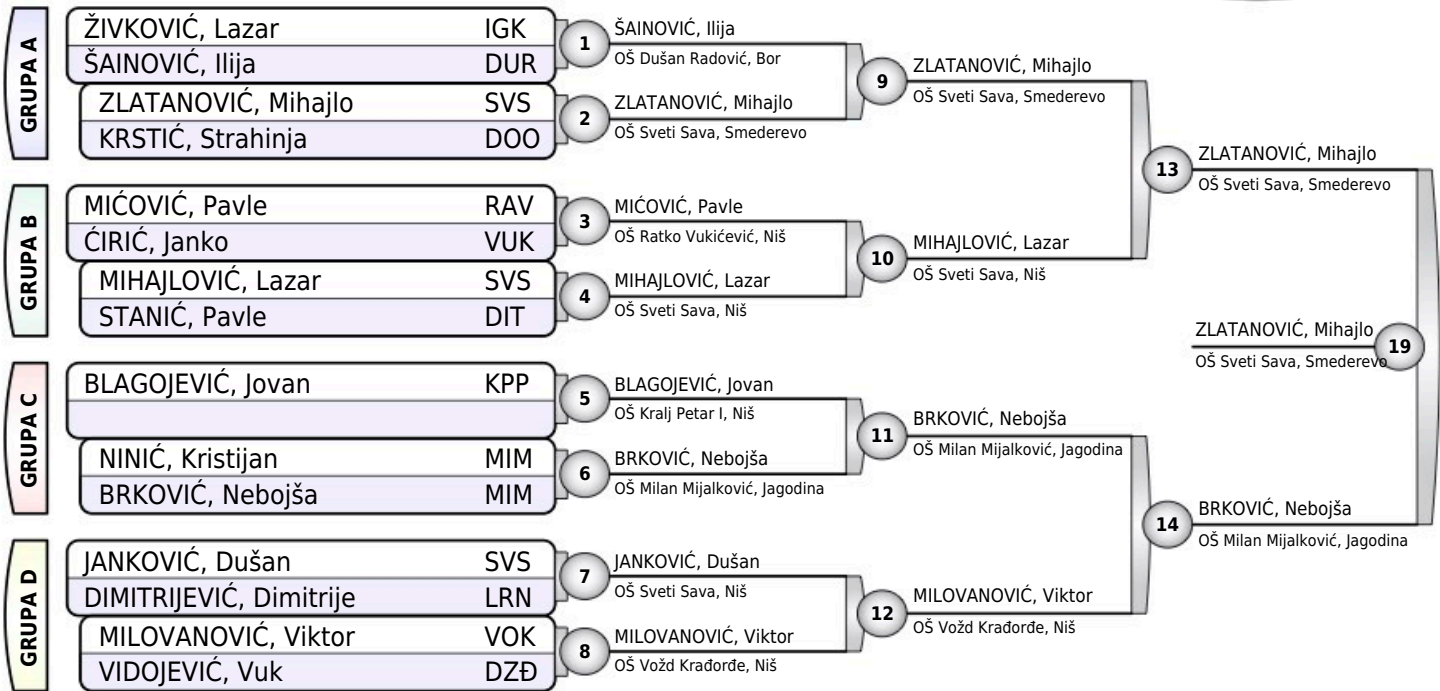 GRUPA A
ŽIVKOVIĆ, Lazar IGK
ŠAINOVIĆ, Ilija DUR
ZLATANOVIĆ, Mihajlo SVS
KRSTIĆ, Strahinja DOO
GRUPA B
MIĆOVIĆ, Pavle RAV
ĆIRIĆ, Janko VUK
MIHAJLOVIĆ, Lazar SVS
STANIĆ, Pavle DIT
GRUPA C
BLAGOJEVIĆ, Jovan KPP
NINIĆ, Kristijan MIM
BRKOVIĆ, Nebojša MIM
GRUPA D
JANKOVIĆ, Dušan SVS
DIMITRIJEVIĆ, Dimitrije LRN
MILOVANOVIĆ, Viktor VOK
VIDOJEVIĆ, Vuk DZĐ
1
ŠAINOVIĆ, Ilija
OŠ Dušan Radović, Bor
2
ZLATANOVIĆ, Mihajlo
OŠ Sveti Sava, Smederevo
3
MIĆOVIĆ, Pavle
OŠ Ratko Vukićević, Niš
4
MIHAJLOVIĆ, Lazar
OŠ Sveti Sava, Niš
5
BLAGOJEVIĆ, Jovan
OŠ Kralj Petar I, Niš
6
BRKOVIĆ, Nebojša
OŠ Milan Mijalković, Jagodina
7
JANKOVIĆ, Dušan
OŠ Sveti Sava, Niš
8
MILOVANOVIĆ, Viktor
OŠ Vožd Krađorđe, Niš
9
ZLATANOVIĆ, Mihajlo
OŠ Sveti Sava, Smederevo
10
MIHAJLOVIĆ, Lazar
OŠ Sveti Sava, Niš
11
BRKOVIĆ, Nebojša
OŠ Milan Mijalković, Jagodina
12
MILOVANOVIĆ, Viktor
OŠ Vožd Krađorđe, Niš
13
ZLATANOVIĆ, Mihajlo
OŠ Sveti Sava, Smederevo
14
BRKOVIĆ, Nebojša
OŠ Milan Mijalković, Jagodina
ZLATANOVIĆ, Mihajlo
OŠ Sveti Sava, Smederevo
19